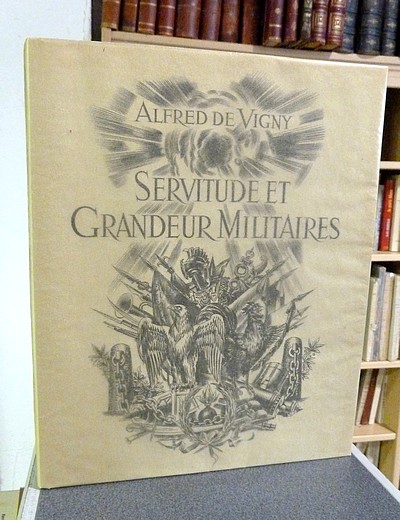 ALFRED DE VIGNY
SERVITUDE ET
GRANDEUR MILITAIRES